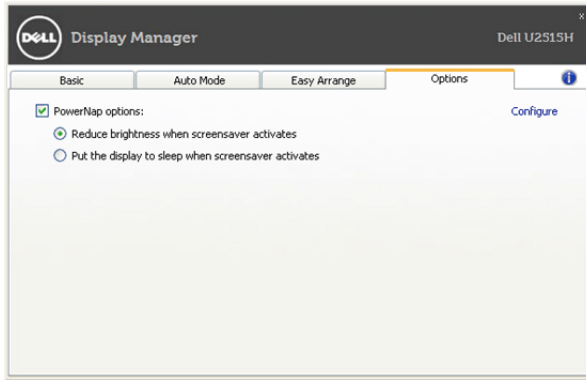 x
DELL Display Manager Dell U2515H
Basic Auto Mode Easy Arrange Options i
PowerNap options: Configure
Reduce brightness when screensaver activates
Put the display to sleep when screensaver activates